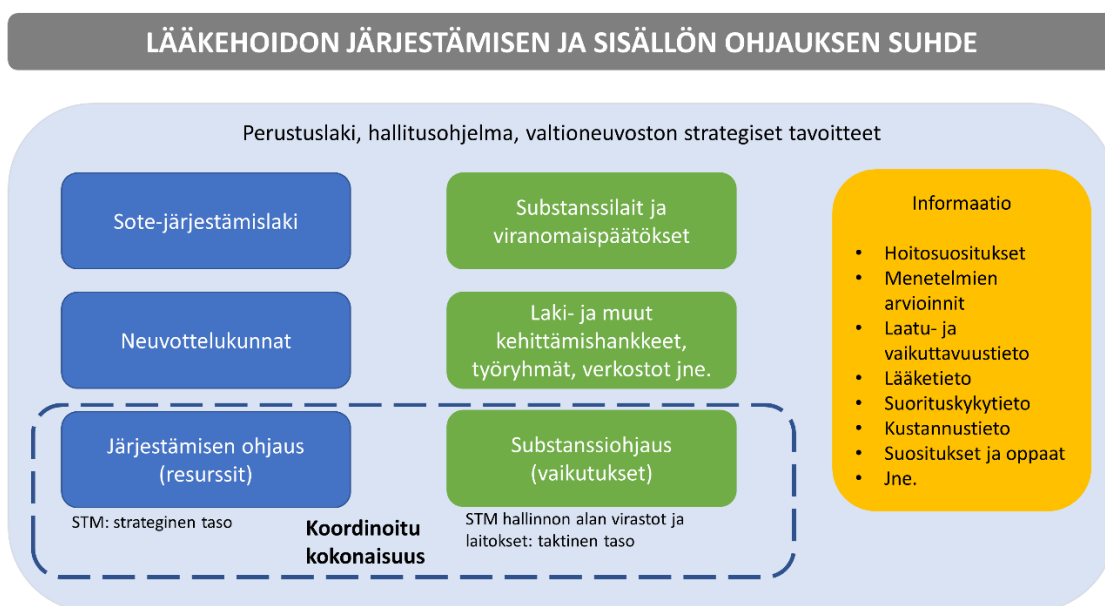 LÄÄKEHOIDON JÄRJESTÄMISEN JA SISÄLLÖN OHJAUKSEN SUHDE
Perustuslaki, hallitusohjelma, valtioneuvoston strategiset tavoitteet
Sote-järjestämislaki
Substanssilait ja
viranomaispäätökset
Neuvottelukunnat
Laki- ja muut
kehittämishankkeet,
työryhmät, verkostot jne.
Järjestämisen ohjaus
(resurssit)
Substanssiohjaus
(vaikutukset)
STM: strateginen taso
Koordinoitu
kokonaisuus
STM hallinnon alan virastot ja
laitokset: taktinen taso
Informaatio
• Hoitosuositukset
• Menetelmien
arvioinnit
• Laatu- ja
vaikuttavuustieto
• Lääketieto
• Suorituskykytieto
• Kustannustieto
• Suositukset ja oppaat
• Jne.